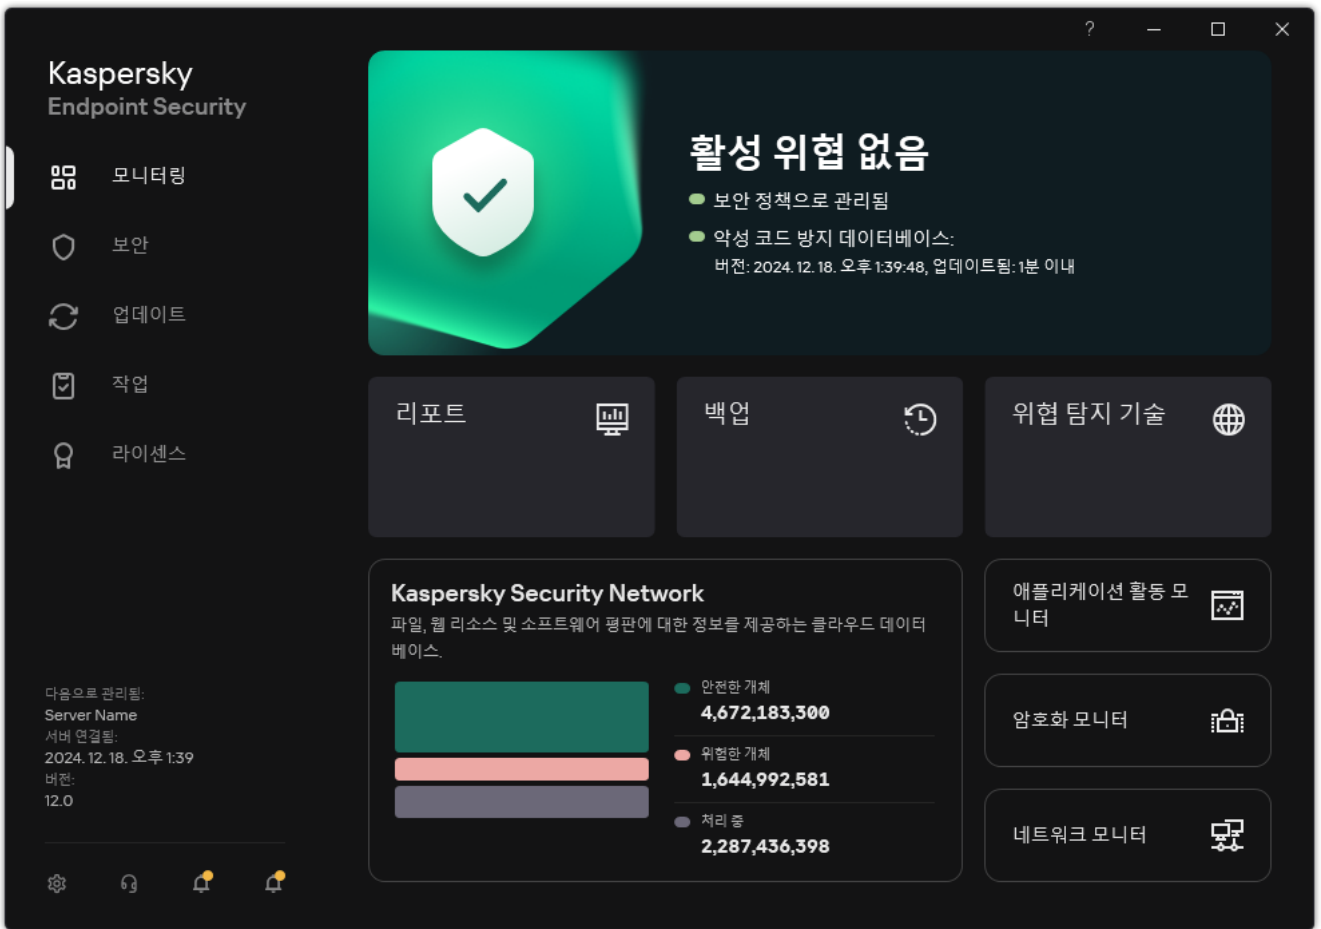 ?
Kaspersky
Endpoint Security
모니터링
보안
업데이트
작업
라이센스
다음으로 관리됨:
Server Name
서버 연결됨:
2024. 12. 18. 오후 1:39
버전:
12.0
활성 위협 없음
보안 정책으로 관리됨
악성 코드 방지 데이터베이스:
버전: 2024. 12. 18. 오후 1:39:48, 업데이트됨: 1분 이내
리포트
백업
위협 탐지 기술
Kaspersky Security Network
파일, 웹 리소스 및 소프트웨어 평판에 대한 정보를 제공하는 클라우드 데이터
베이스.
안전한 개체
4,672,183,300
위험한 개체
1,644,992,581
처리 중
2,287,436,398
애플리케이션 활동 모
니터
암호화 모니터
네트워크 모니터